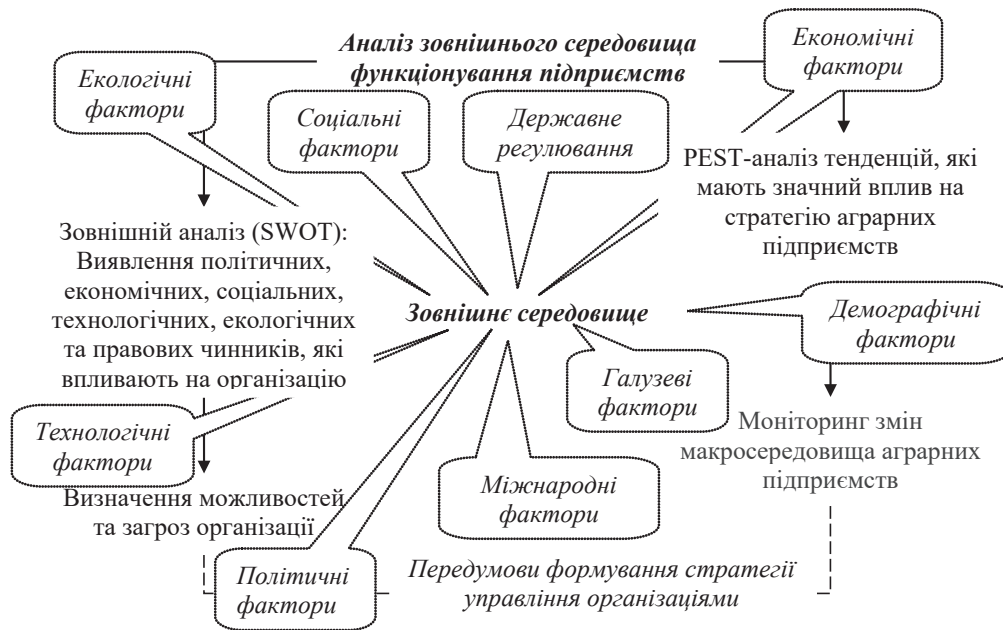 Аналіз зовнішнього середовища
функціонування підприємств
Економічні
фактори
Екологічні
фактори
Соціальні
фактори
Державне
регулювання
PEST-аналіз тенденцій, які
мають значний вплив на
стратегію аграрних
підприємств
Зовнішній аналіз (SWOT):
Виявлення політичних,
економічних, соціальних,
технологічних, екологічних
та правових чинників, які
впливають на організацію
Зовнішнє середовище
Демографічні
фактори
Галузеві
фактори
Технологічні
фактори
Моніторинг змін
макросередовища аграрних
підприємств
Міжнародні
фактори
Визначення можливостей
та загроз організації
Політичні
фактори
Передумови формування стратегії
управління організаціями